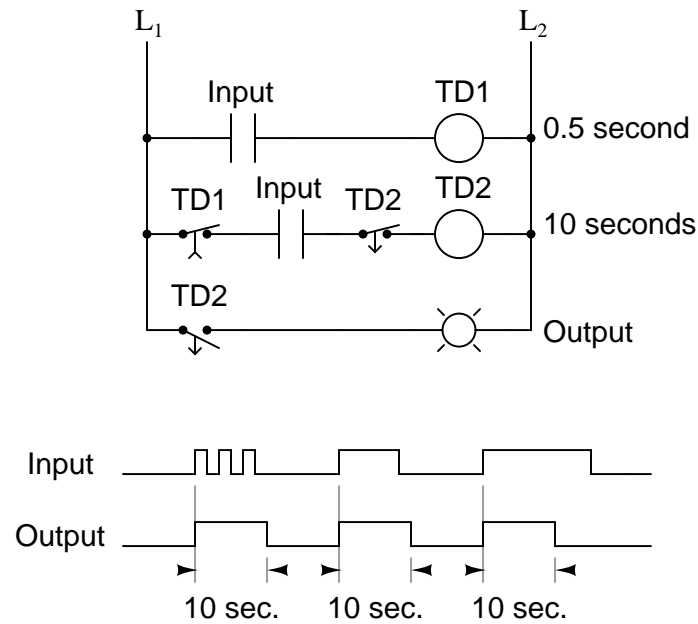 L1 L2
Input TD1
0.5 second
TD1 Input TD2 TD2
10 seconds
TD2
Output
Input
Output
10 sec. 10 sec. 10 sec.